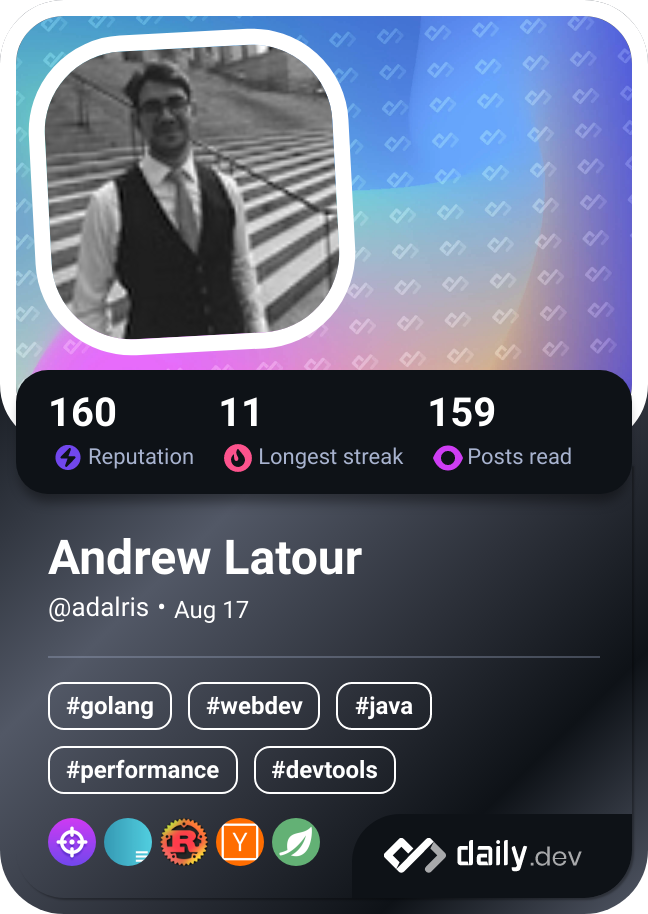 160 11 159
Reputation Longest streak Posts read
Andrew Latour
@adalris • Aug 17
#golang #webdev #java
#performance #devtools
R Y daily.dev